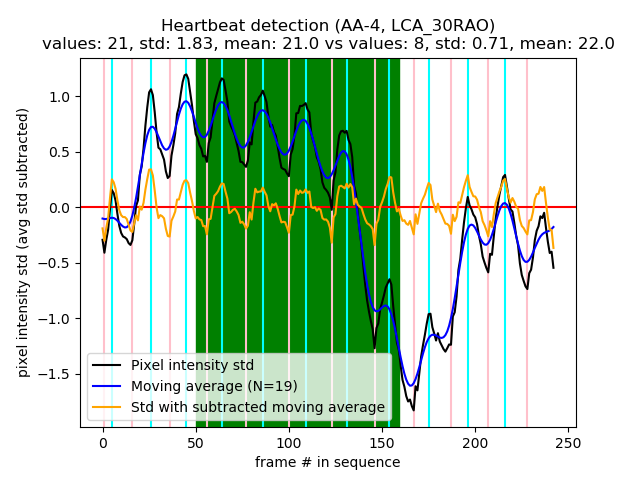 Heartbeat detection (AA-4, LCA_30RAO)
values: 21, std: 1.83, mean: 21.0 vs values: 8, std: 0.71, mean: 22.0
pixel intensity std (avg std subtracted)
1.0
0.5
0.0
−0.5
−1.0
−1.5
Pixel intensity std
Moving average (N=19)
Std with subtracted moving average
0 50 100 150 200 250
frame # in sequence